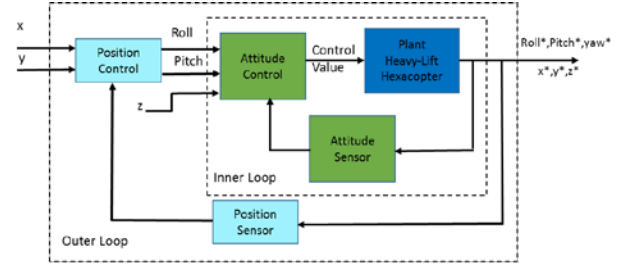 x
y
Position
Control
Roll
Pitch
z
Attitude
Control
Control
Value
Plant
Heavy-Lift
Hexacopter
Roll*,Pitch*,yaw*
x*,y*,z*
Attitude
Sensor
Inner Loop
Position
Sensor
Outer Loop